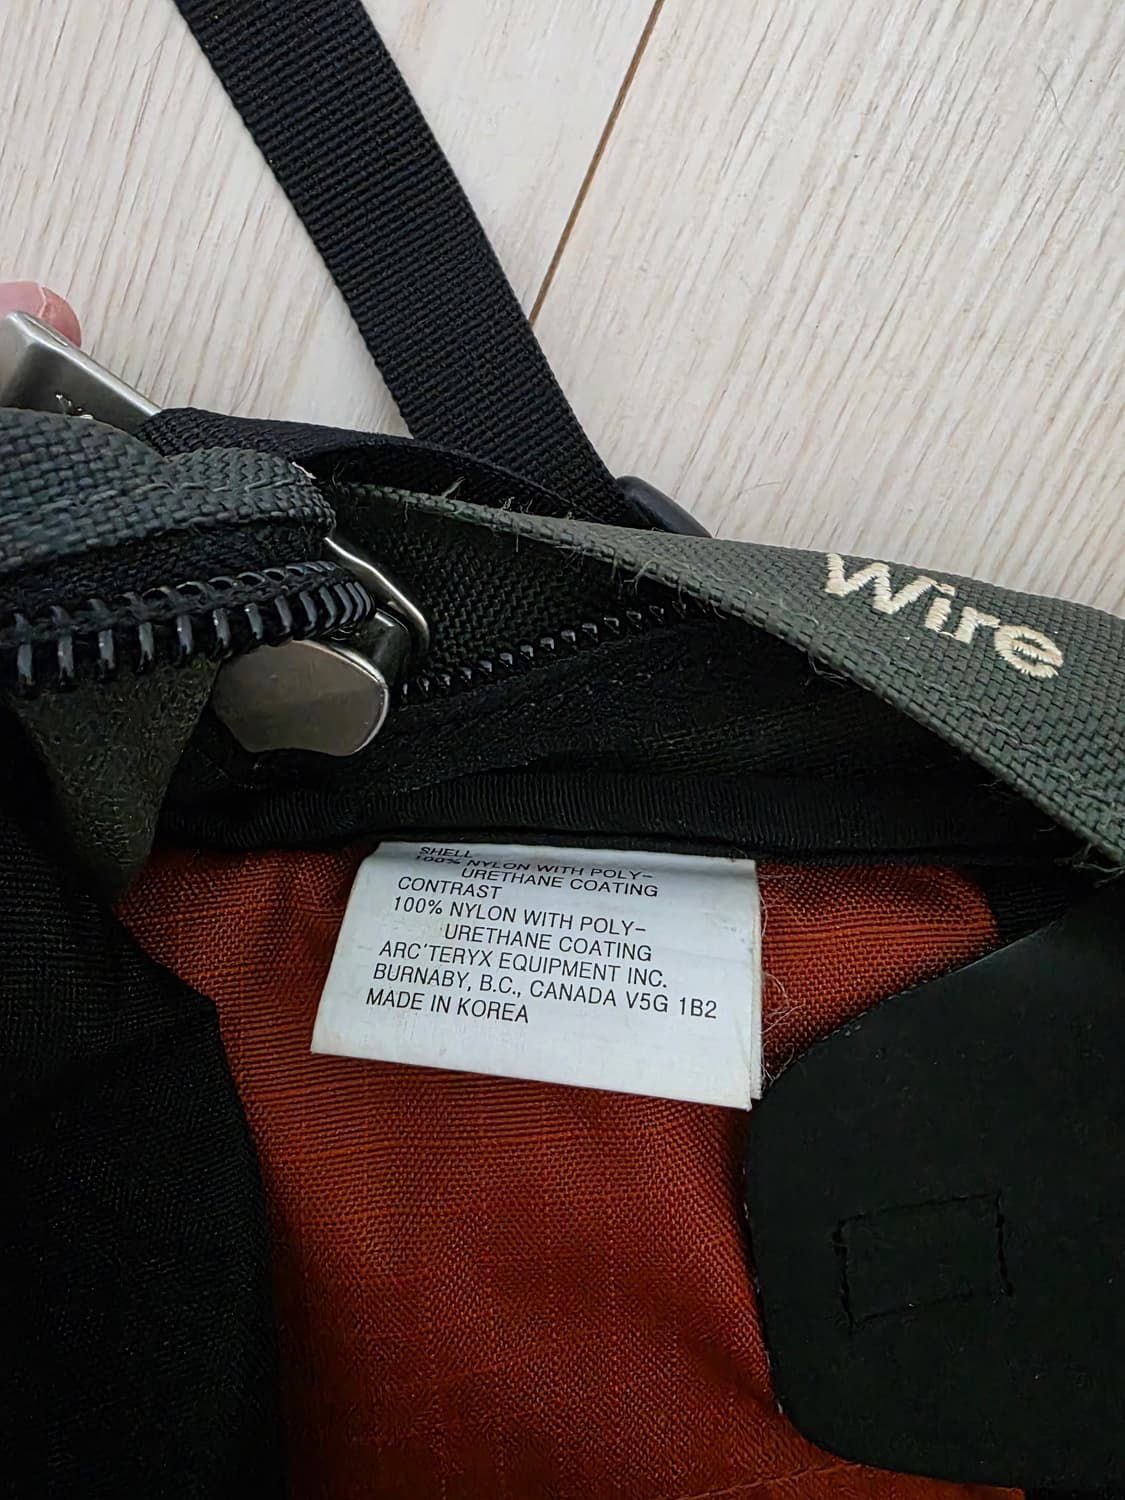 Wire
SHELL
100% NYLON WITH POLY-
URETHANE COATING
CONTRAST
100% NYLON WITH POLY-
URETHANE COATING
ARC'TERYX EQUIPMENT INC.
BURNABY, B.C., CANADA V5G 1B2
MADE IN KOREA